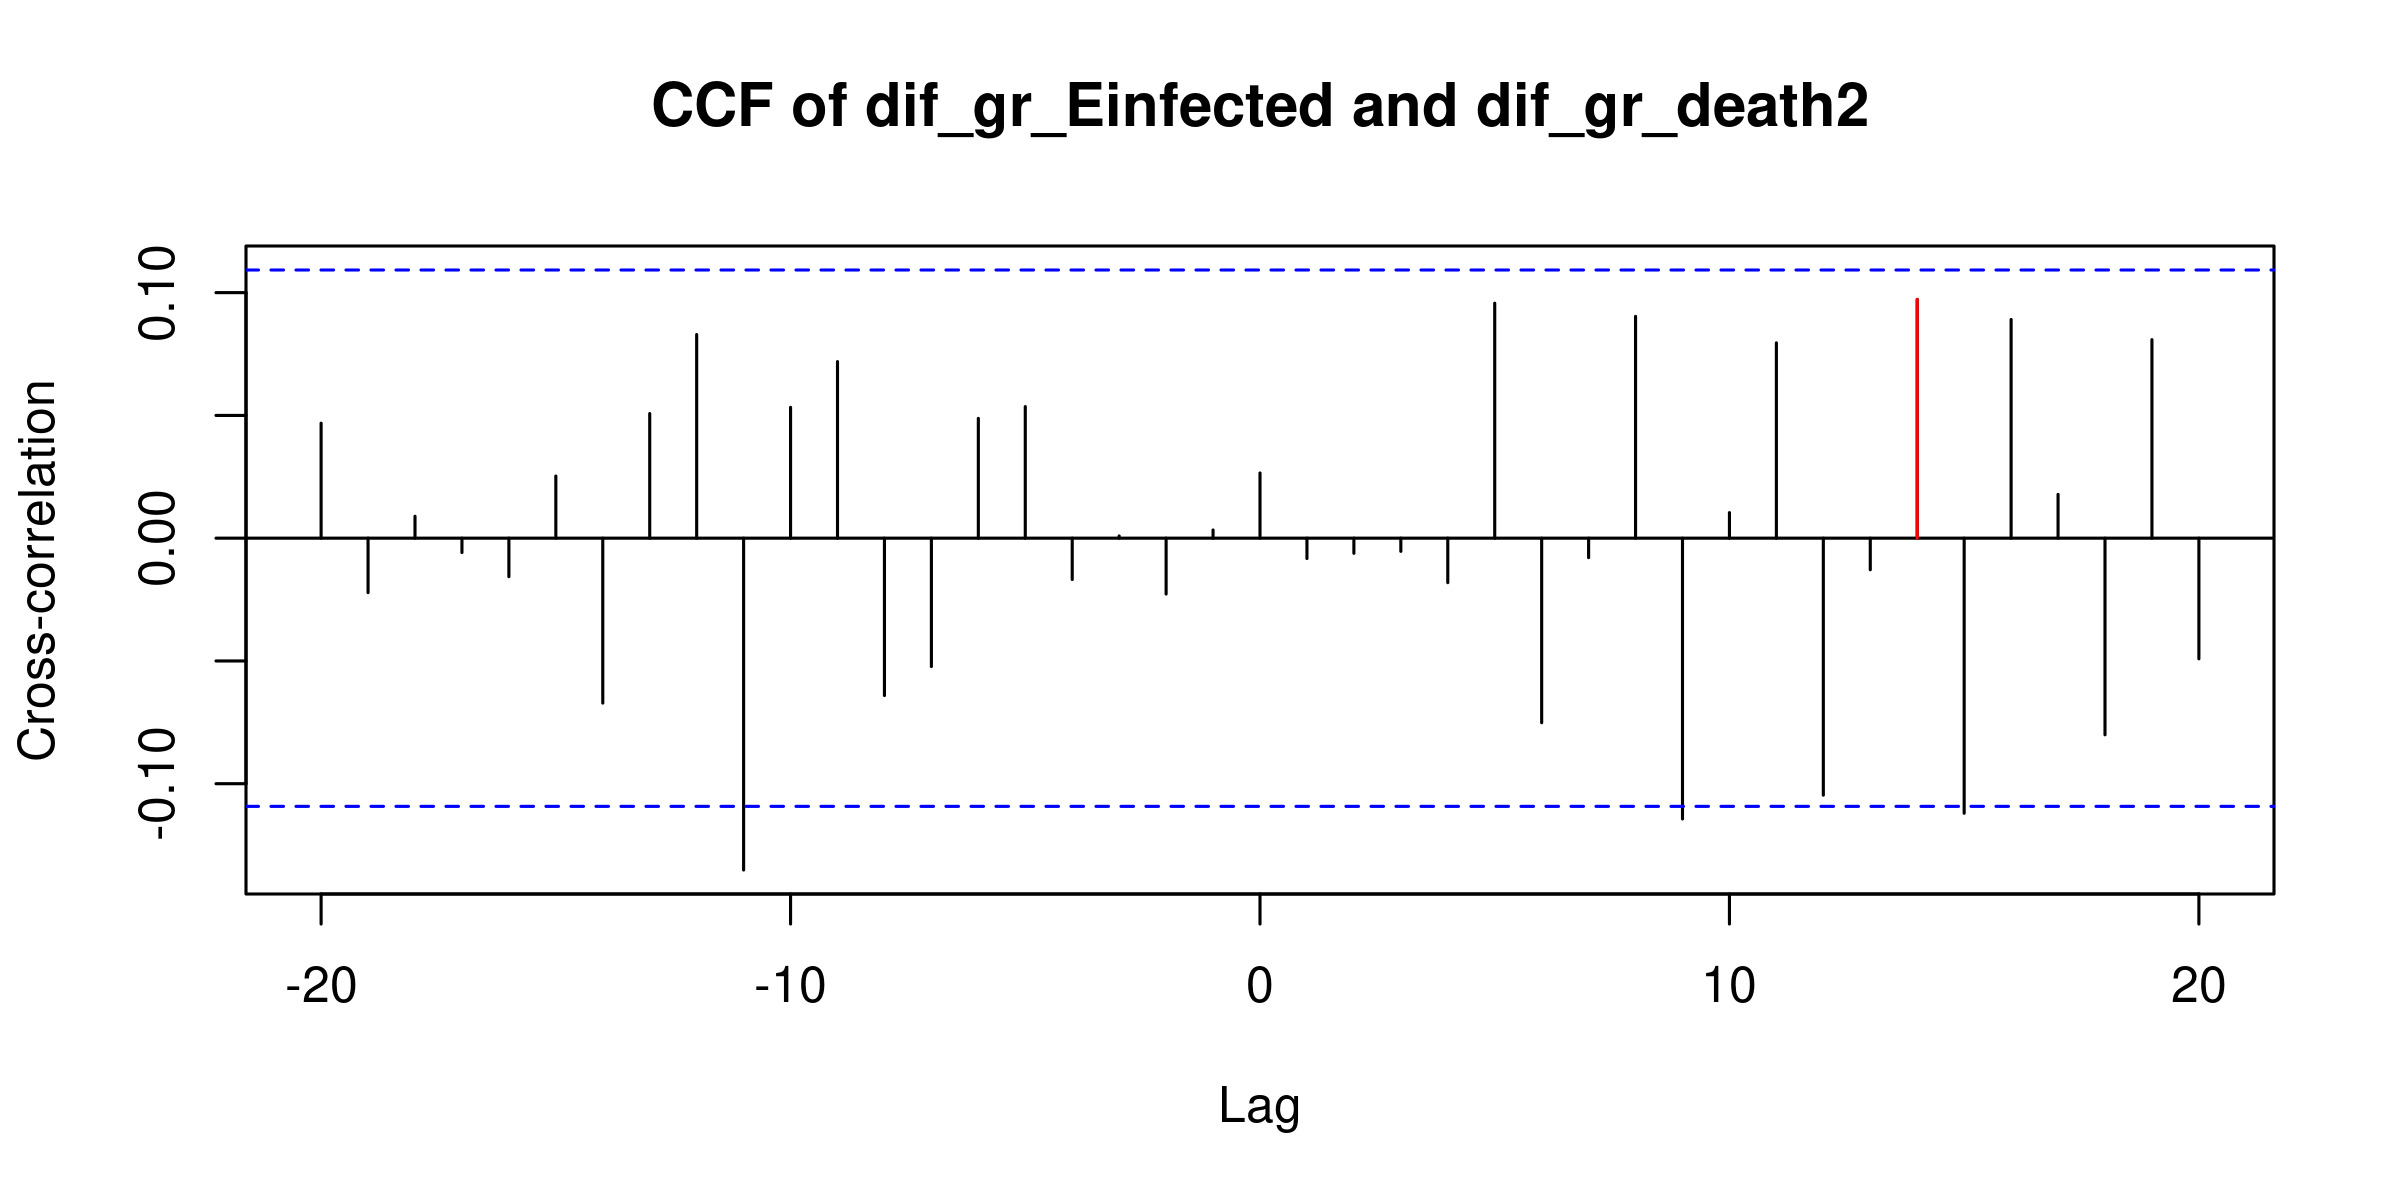 CCF of dif_gr_Einfected and dif_gr_death2
Cross-correlation
0.10
0.00
-0.10
-20
-10
0
10
20
Lag